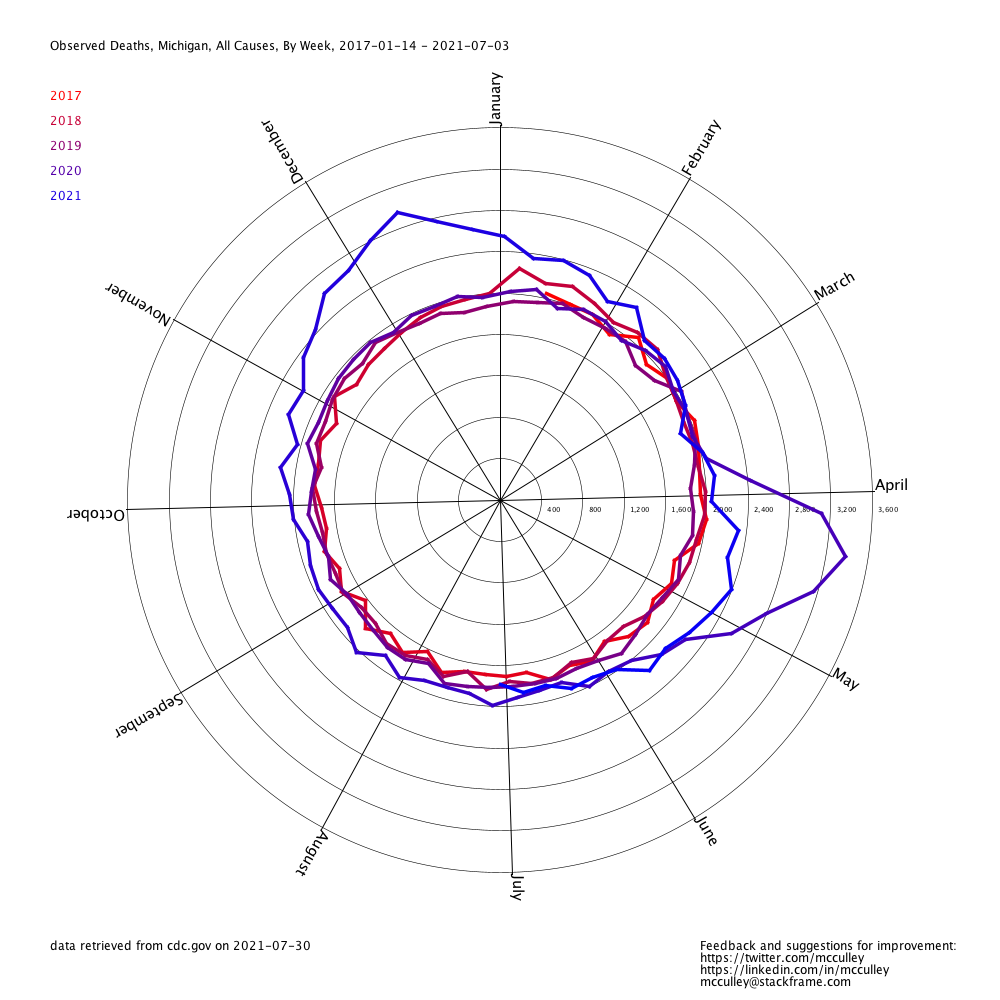 Observed Deaths, Michigan, All Causes, By Week, 2017-01-14 - 2021-07-03
2017
2018
2019
2020
2021
January
February
March
April
May
June
July
August
September
October
November
December
400
800
1,200
1,600
2,000
2,400
2,800
3,200
3,600
data retrieved from cdc.gov on 2021-07-30
Feedback and suggestions for improvement:
https://twitter.com/mcculley
https://linkedin.com/in/mcculley
mcculley@stackframe.com